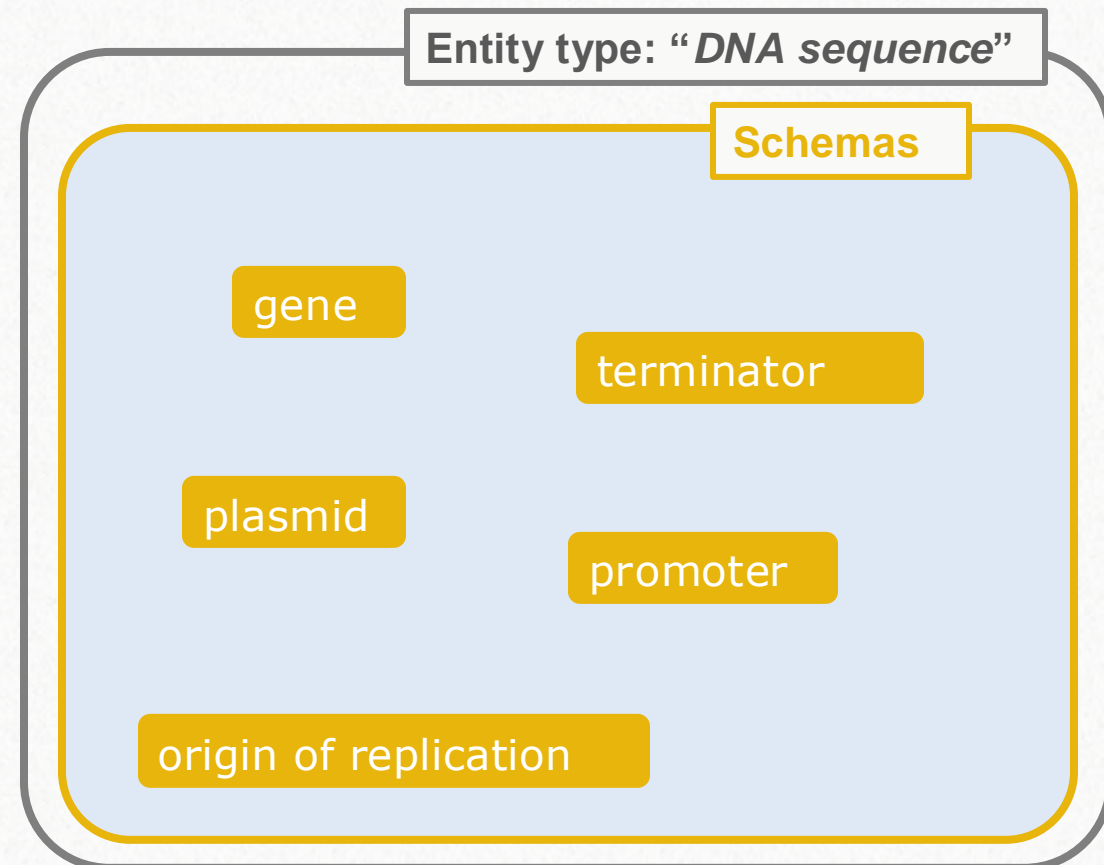 Entity type: “DNA sequence”
Schemas
gene
terminator
plasmid
promoter
origin of replication